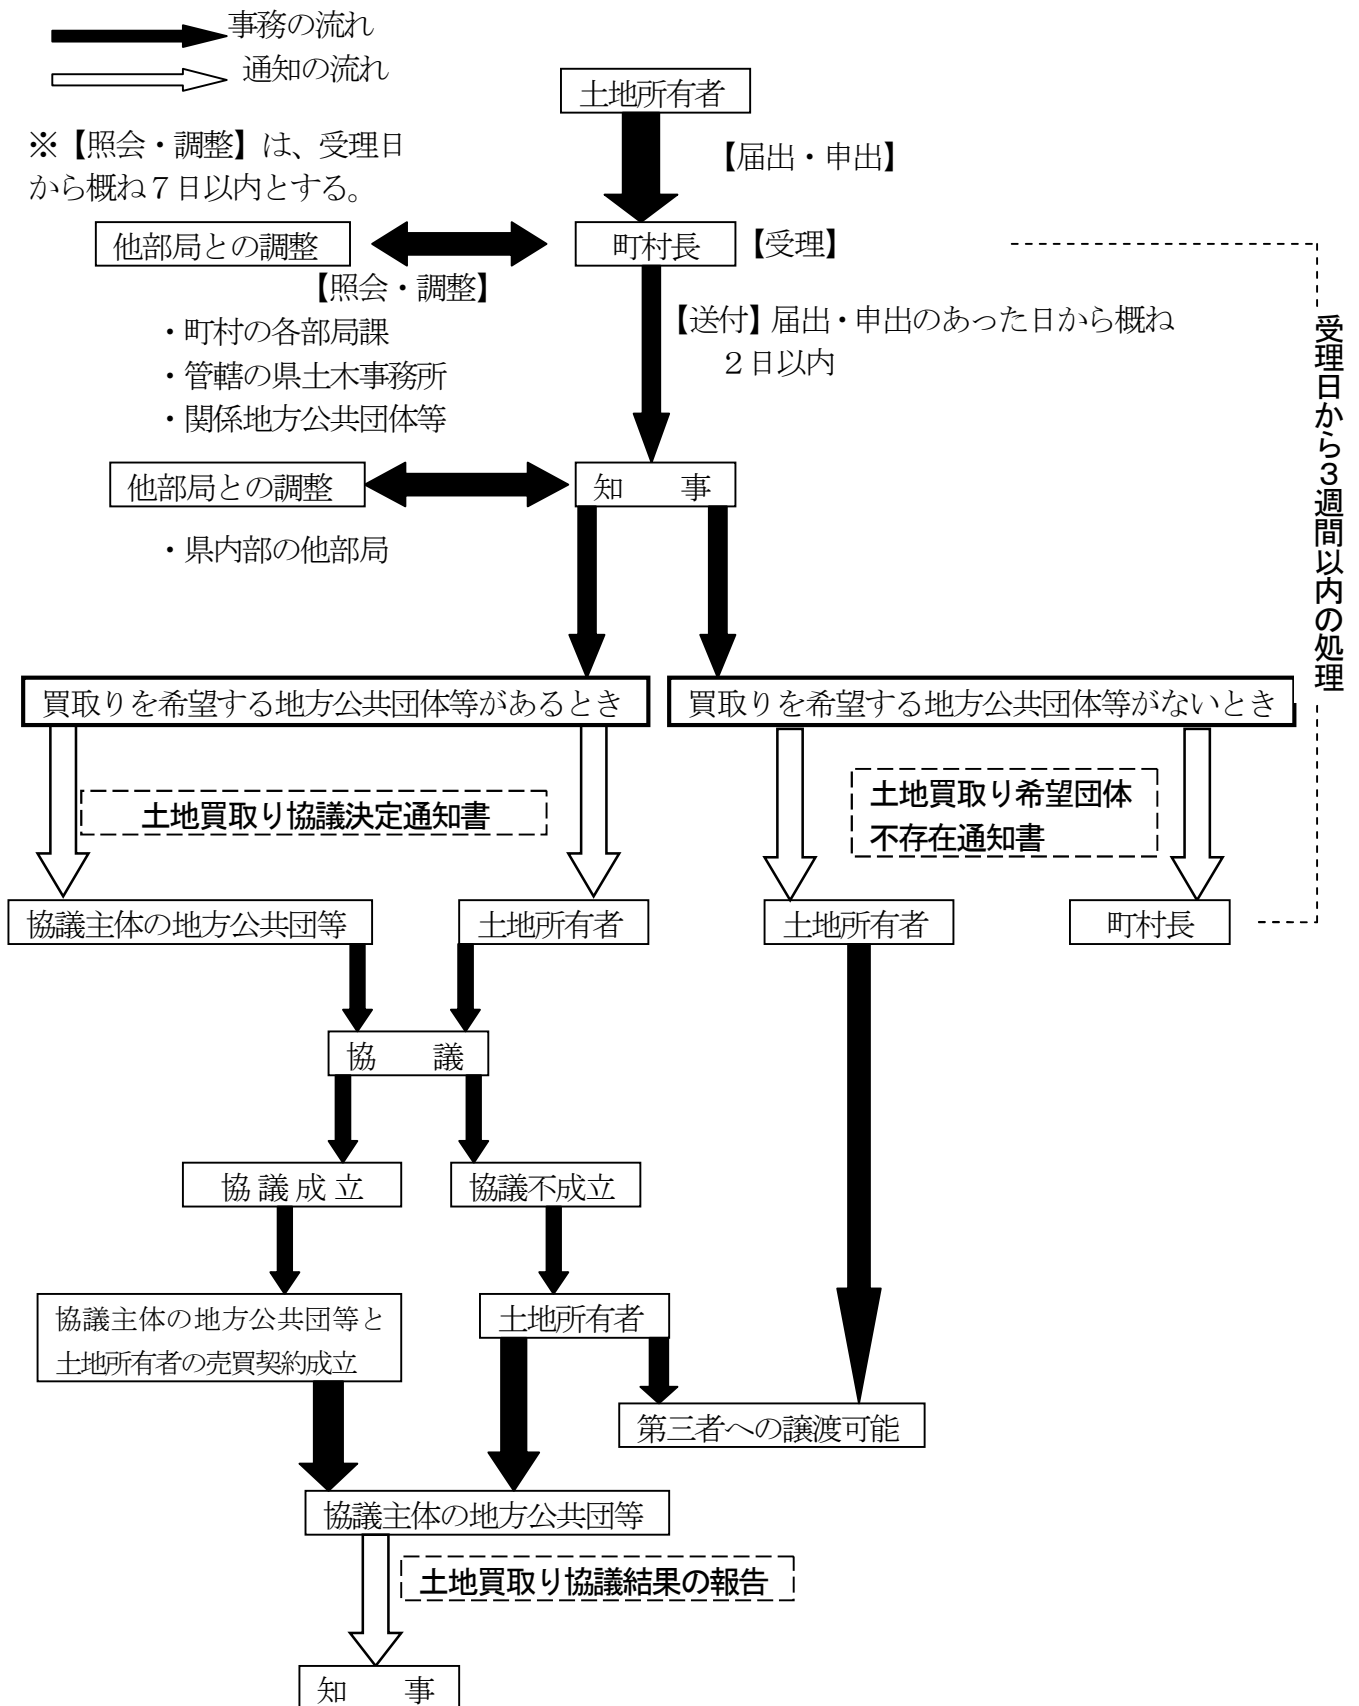 事務の流れ
通知の流れ
土地所有者
※【照会・調整】は、受理日
から概ね７日以内とする。
【届出・申出】
他部局との調整
町村長
【受理】
【照会・調整】
・町村の各部局課
・管轄の県土木事務所
・関係地方公共団体等
【送付】届出・申出のあった日から概ね
２日以内
受理日から３週間以内の処理
他部局との調整
知　事
・県内部の他部局
買取りを希望する地方公共団体等があるとき
買取りを希望する地方公共団体等がないとき
土地買取り協議決定通知書
土地買取り希望団体
不存在通知書
協議主体の地方公共団等
土地所有者
土地所有者
町村長
協　議
協 議 成 立
協議不成立
協議主体の地方公共団等と
土地所有者の売買契約成立
土地所有者
第三者への譲渡可能
協議主体の地方公共団等
土地買取り協議結果の報告
知　事